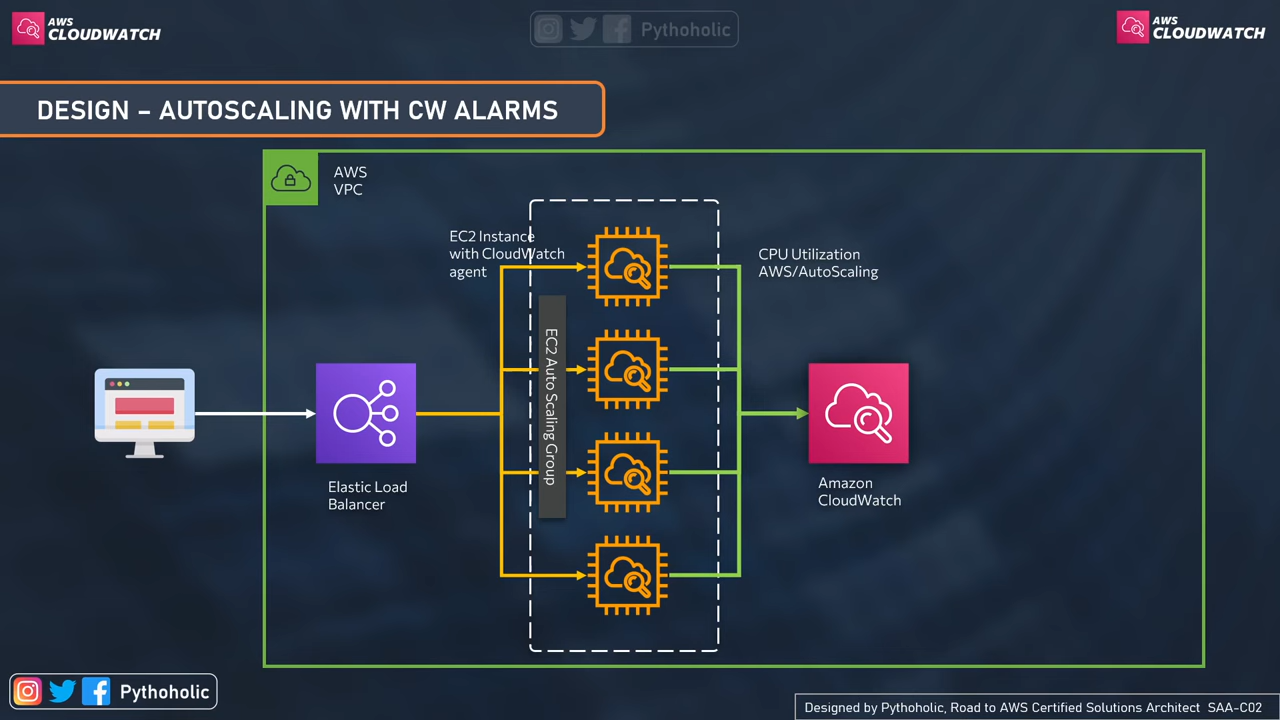 AWS
CLOUDWATCH
Pythoholic
AWS
CLOUDWATCH
DESIGN – AUTOSCALING WITH CW ALARMS
AWS
VPC
EC2 Instance
with CloudWatch
agent
CPU Utilization
AWS/AutoScaling
EC2 Auto Scaling Group
Elastic Load
Balancer
Amazon
CloudWatch
Pythoholic
Designed by Pythoholic, Road to AWS Certified Solutions Architect SAA-C02